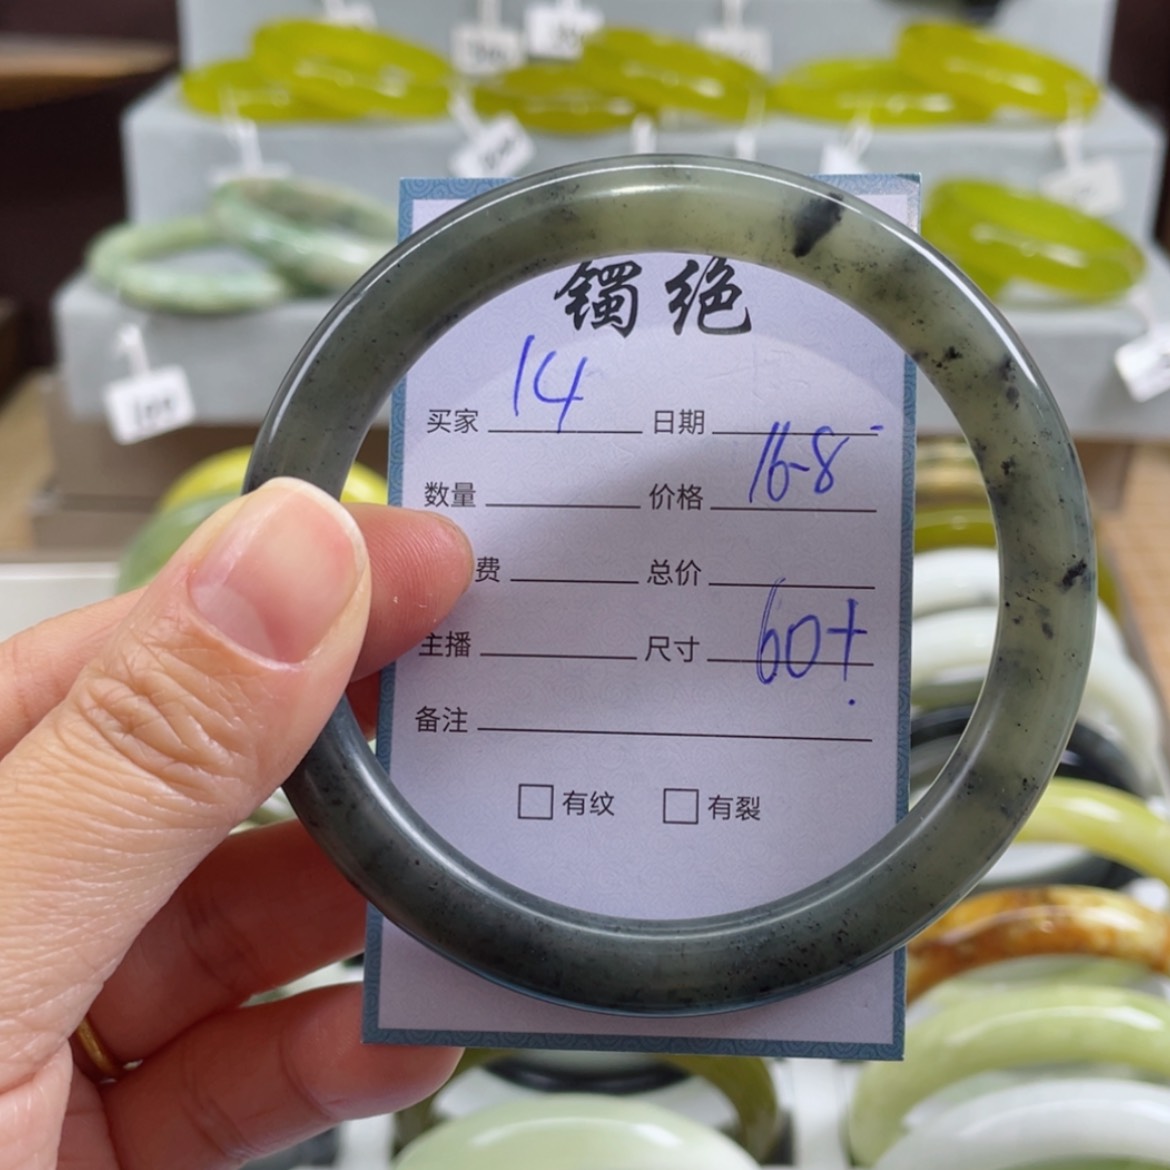 镯绝
买家 14 日期
数量 价格 16-8
费 总价
主播 尺寸 60+
备注
有纹 有裂